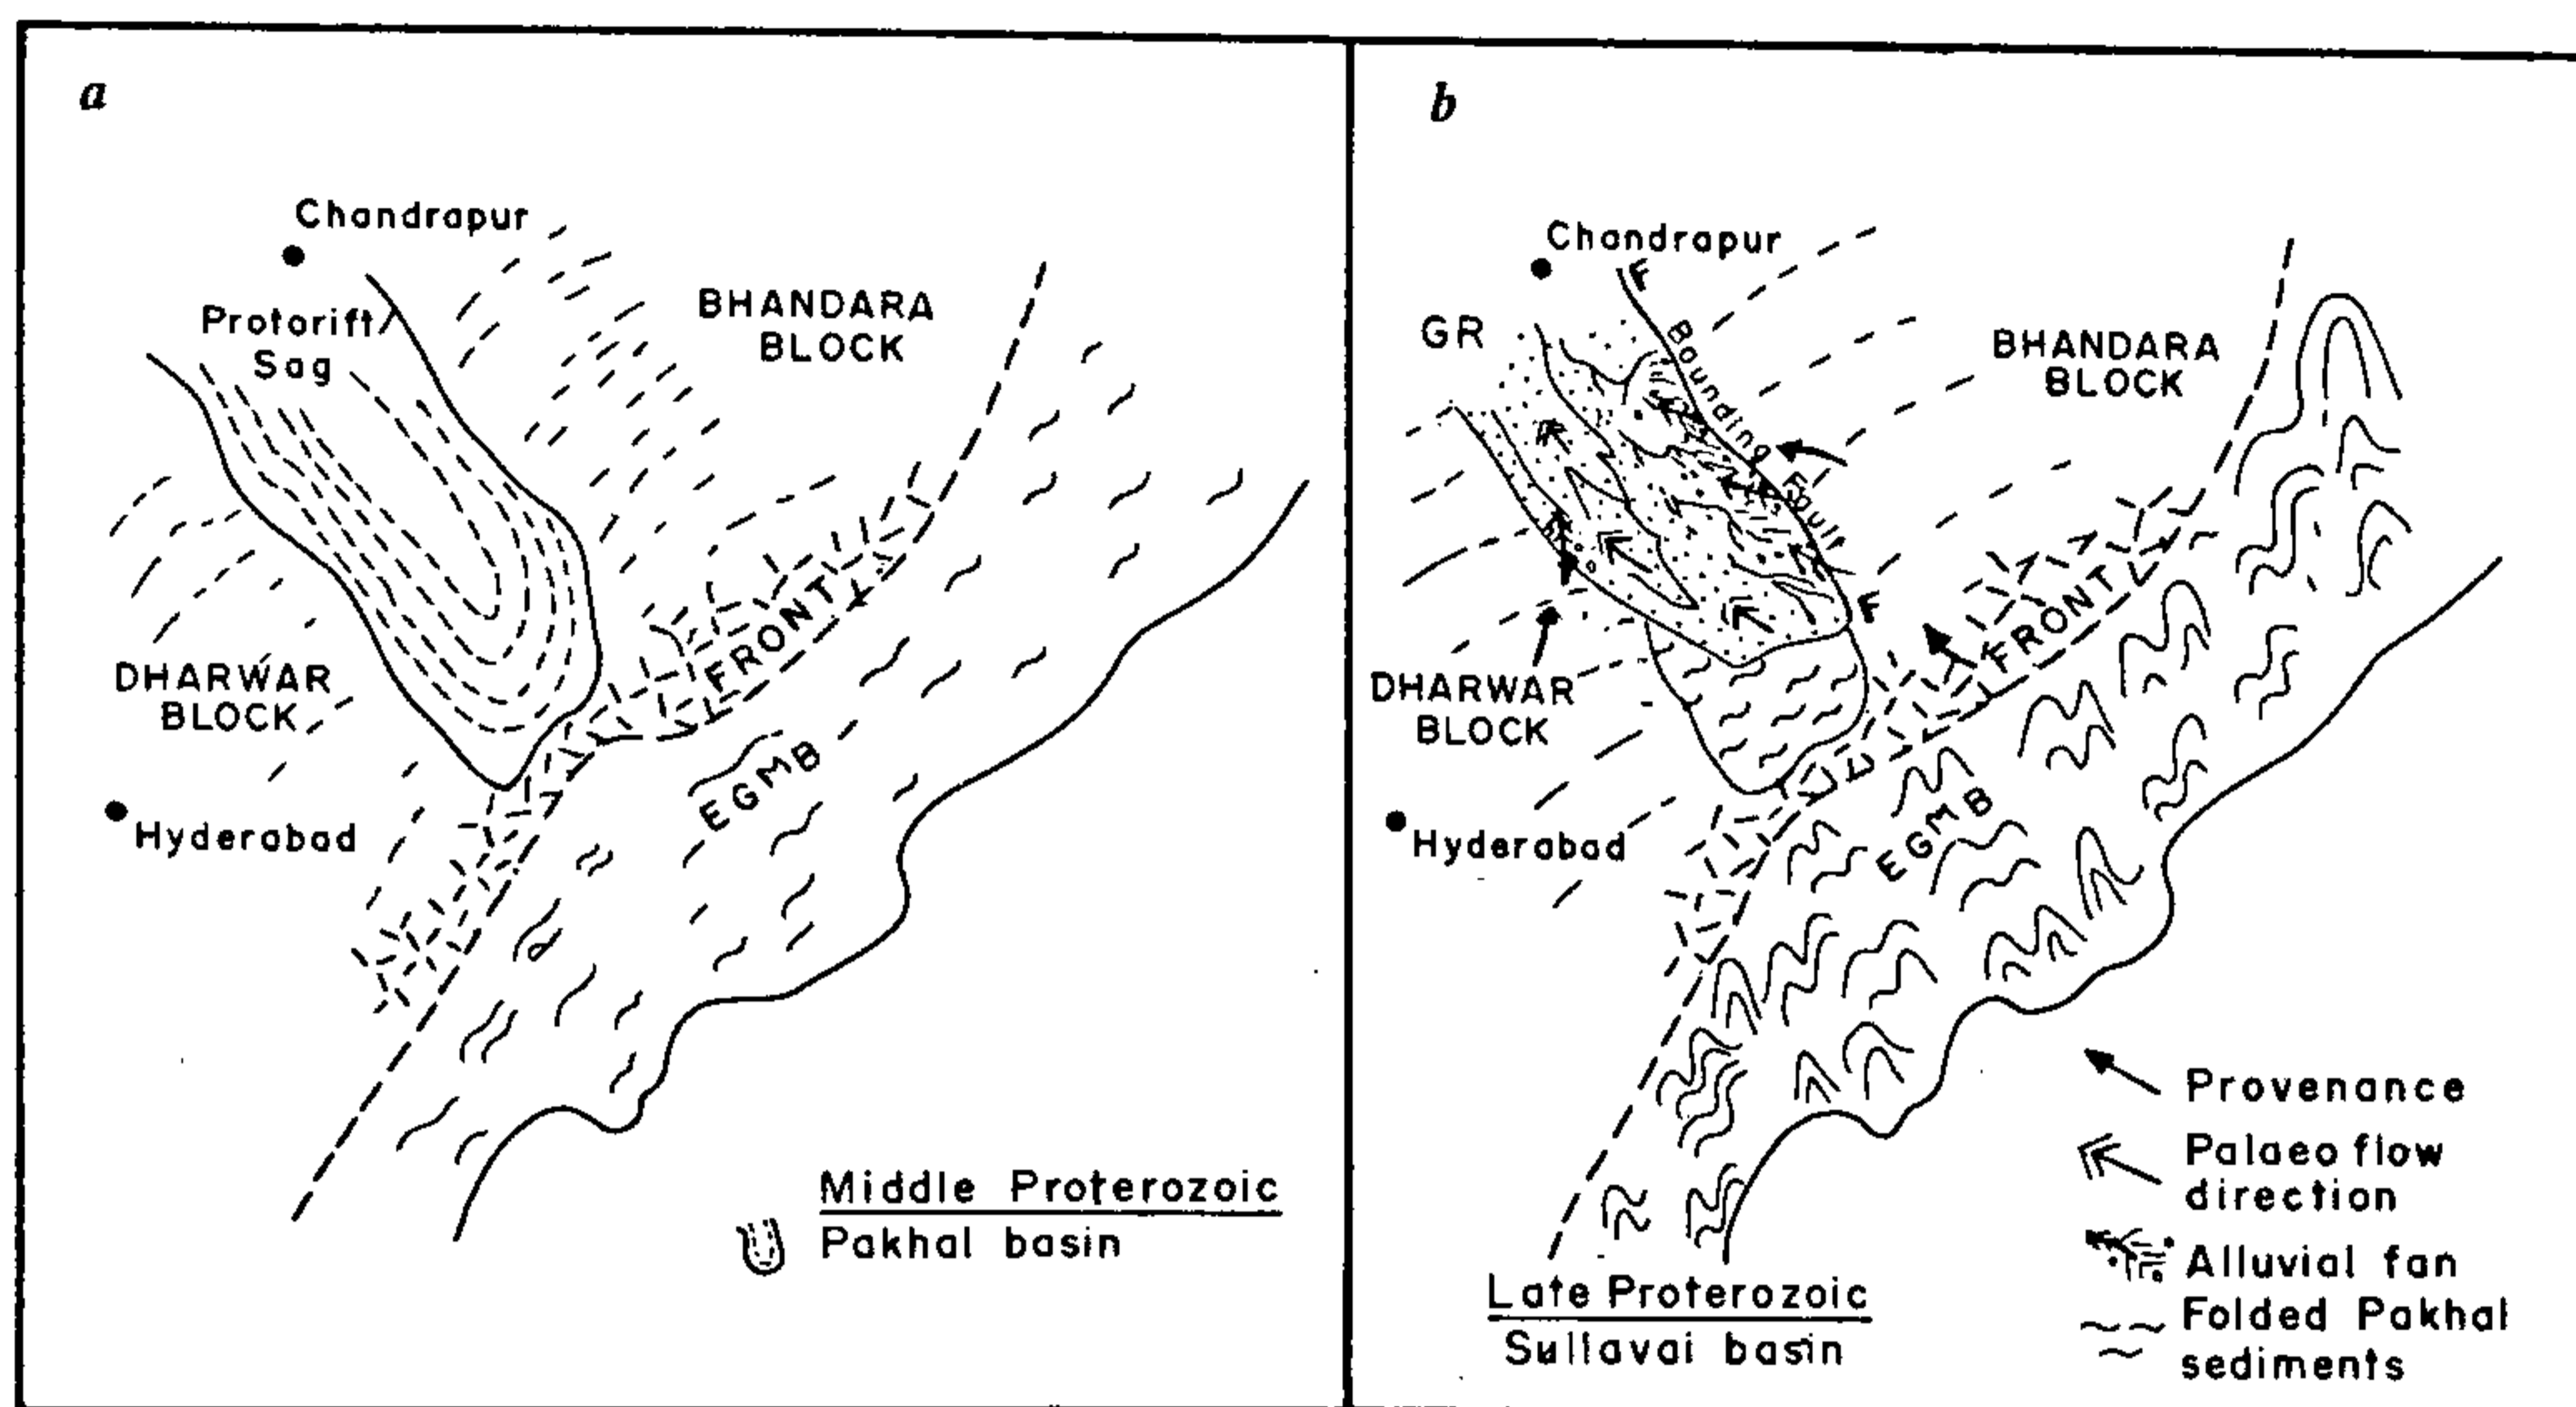 a
Chandrapur
Protorift
Sag
BHANDARA
BLOCK
DHARWAR
BLOCK
FRONT
EGMB
Hyderabad
Middle Proterozoic
Pakhal basin
b
Chandrapur
F
GR
Bounding Fault
BHANDARA
BLOCK
F
DHARWAR
BLOCK
FRONT
EGMB
Hyderabad
Provenance
Palaeo flow
direction
Alluvial fan
Folded Pakhal
sediments
Late Proterozoic
Sullavai basin